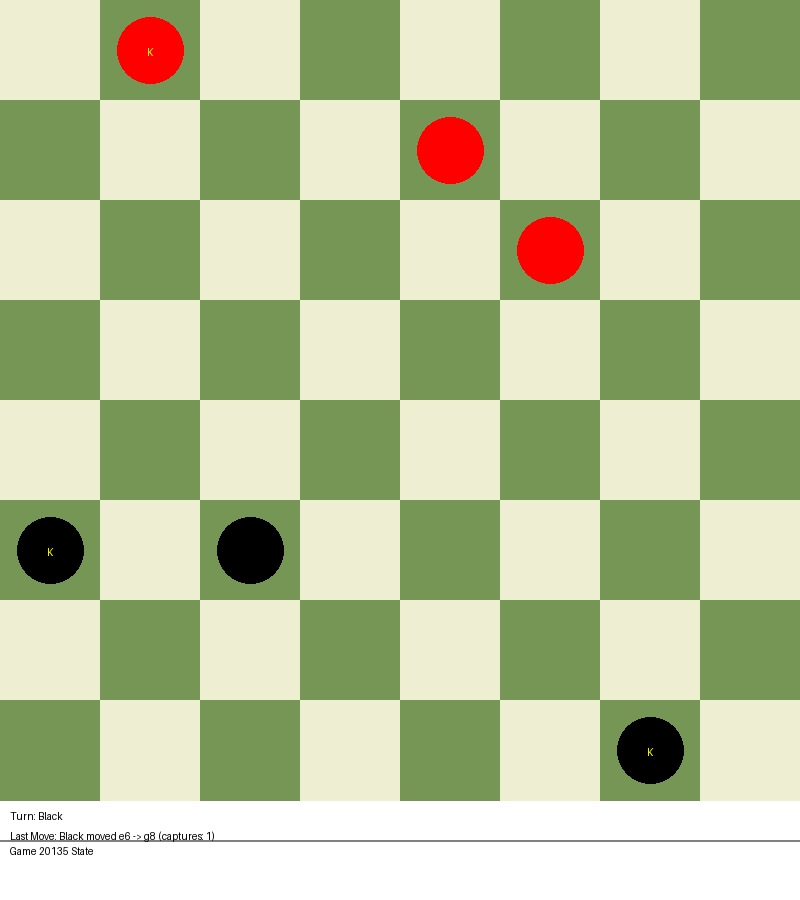 K
K
K
Turn: Black
Last Move: Black moved e6 -> g8 (captures: 1)
Game 20135 State